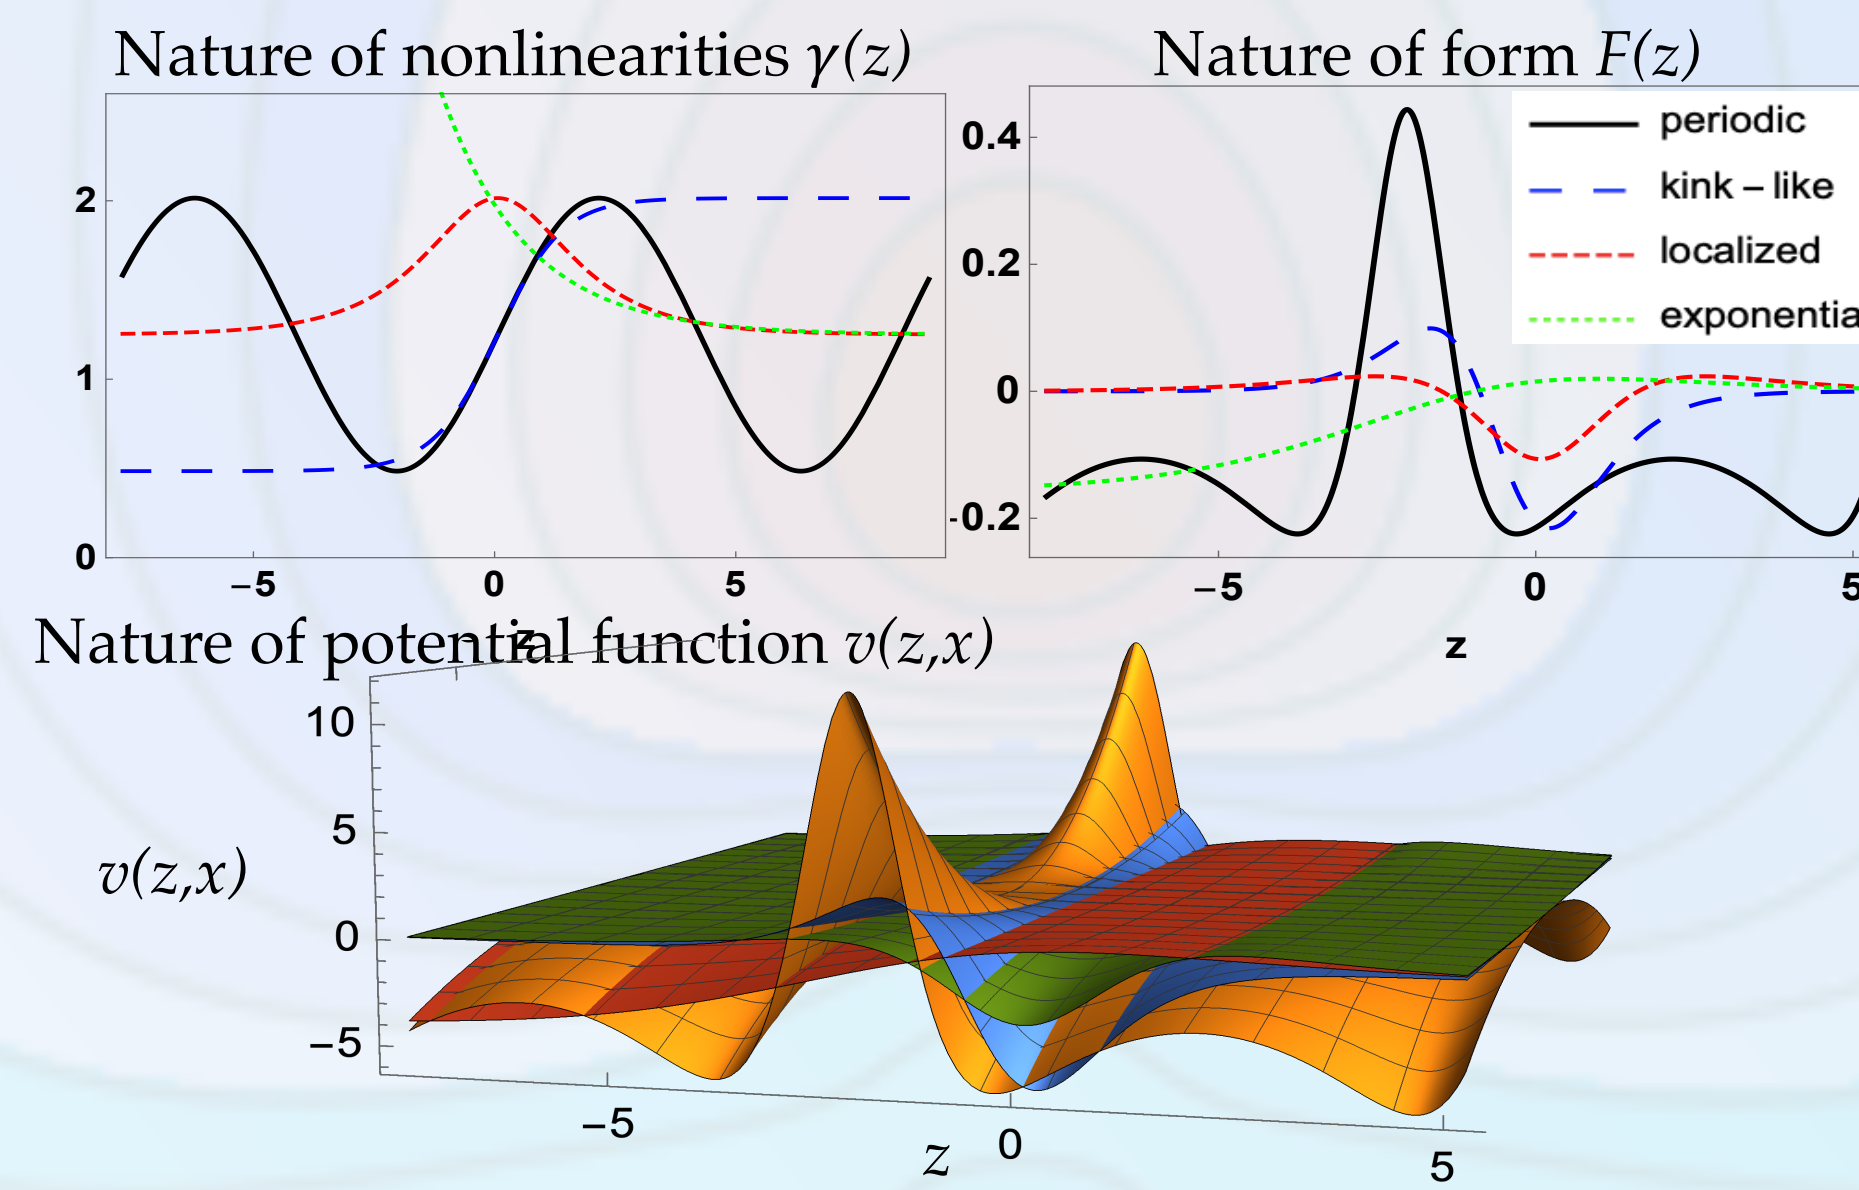 Nature of nonlinearities γ(z)
Nature of form F(z)
2
1
0
−5
0
5
z
0.4
0.2
0
-0.2
−5
0
5
z
periodic
kink – like
localized
exponentia
Nature of potential function v(z,x)
10
5
0
−5
v(z,x)
−5
0
5
z